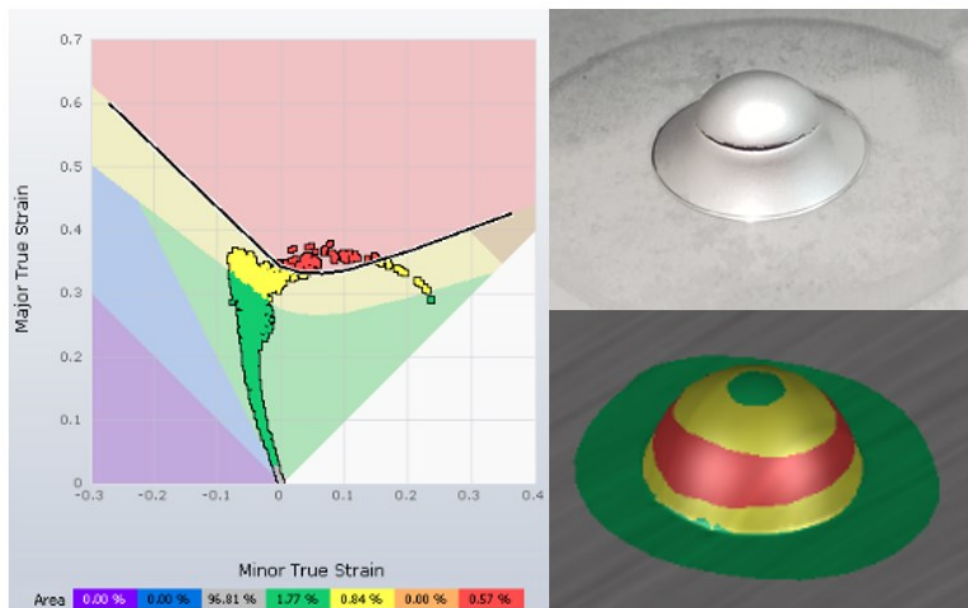 0.7
0.6
0.5
0.4
0.3
0.2
0.1
0
-0.3 -0.2 -0.1 0 0.1 0.2 0.3 0.4
Major True Strain
Minor True Strain
Area 0.00 % 0.00 % 96.81 % 1.77 % 0.84 % 0.00 % 0.57 %